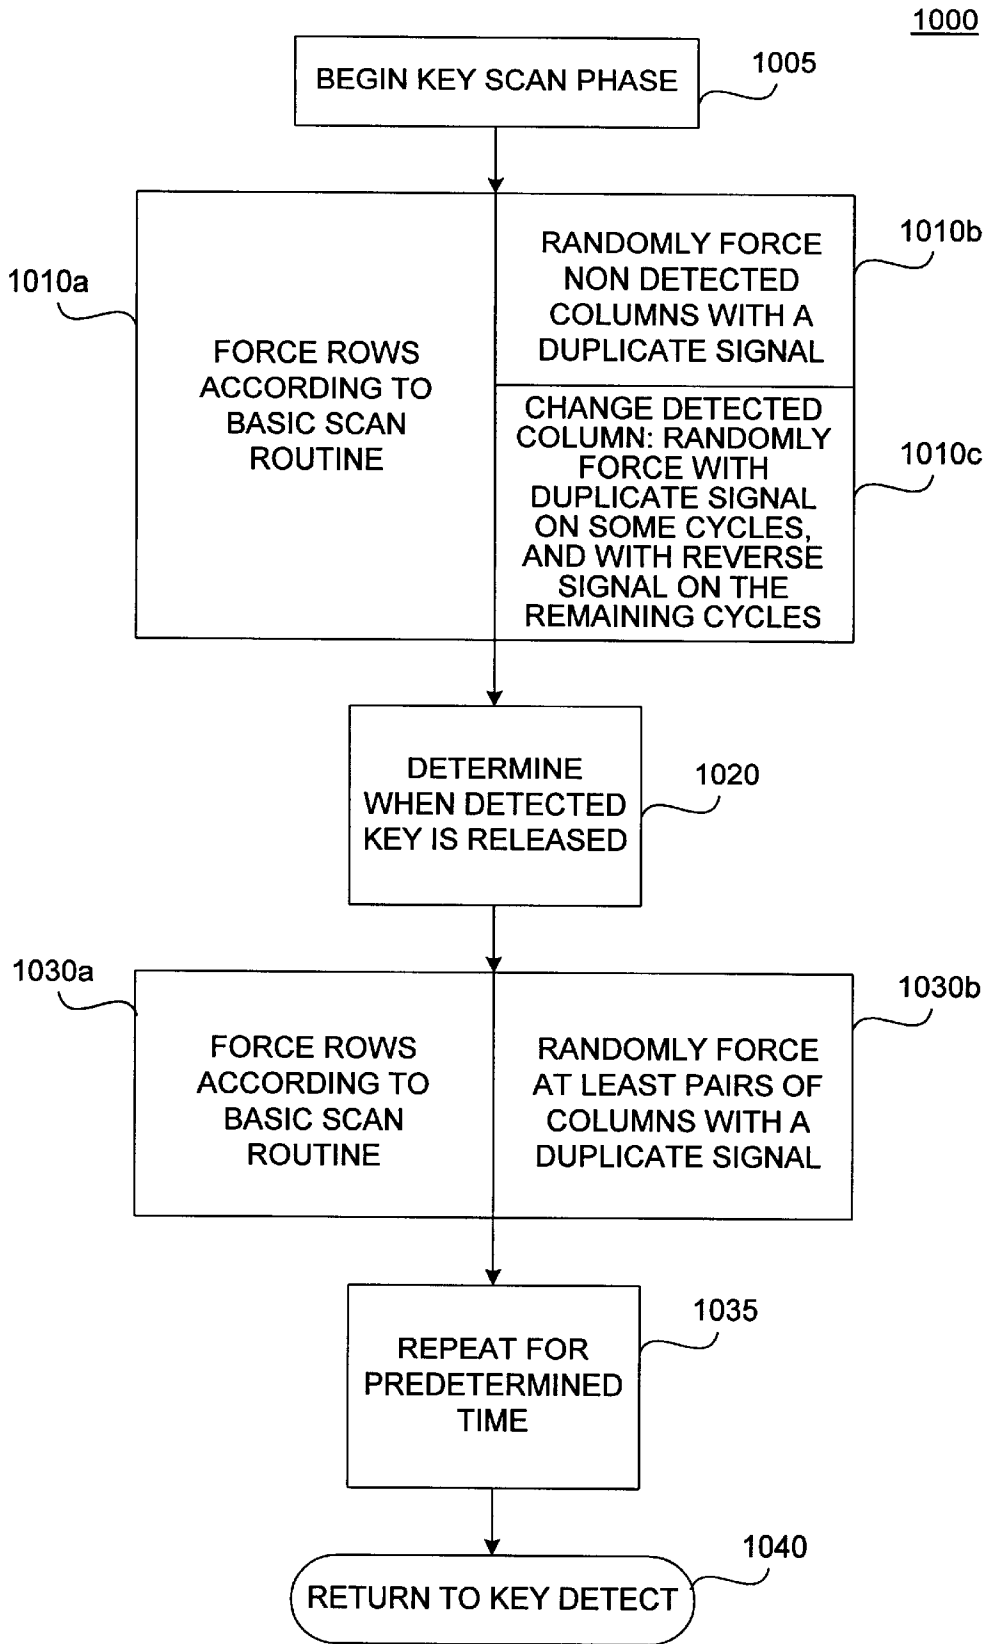 1000
BEGIN KEY SCAN PHASE
1005
1010a
FORCE ROWS
ACCORDING TO
BASIC SCAN
ROUTINE
RANDOMLY FORCE
NON DETECTED
COLUMNS WITH A
DUPLICATE SIGNAL
1010b
CHANGE DETECTED
COLUMN: RANDOMLY
FORCE WITH
DUPLICATE SIGNAL
ON SOME CYCLES,
AND WITH REVERSE
SIGNAL ON THE
REMAINING CYCLES
1010c
DETERMINE
WHEN DETECTED
KEY IS RELEASED
1020
1030a
FORCE ROWS
ACCORDING TO
BASIC SCAN
ROUTINE
RANDOMLY FORCE
AT LEAST PAIRS OF
COLUMNS WITH A
DUPLICATE SIGNAL
1030b
REPEAT FOR
PREDETERMINED
TIME
1035
RETURN TO KEY DETECT
1040